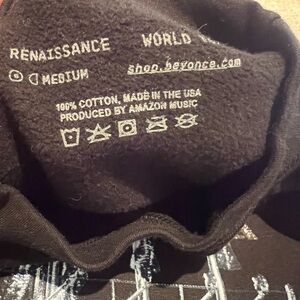 RENAISSANCE WORLD
MEDIUM
shop.beyonce.com
100% COTTON, MADE IN THE USA
PRODUCED BY AMAZON MUSIC